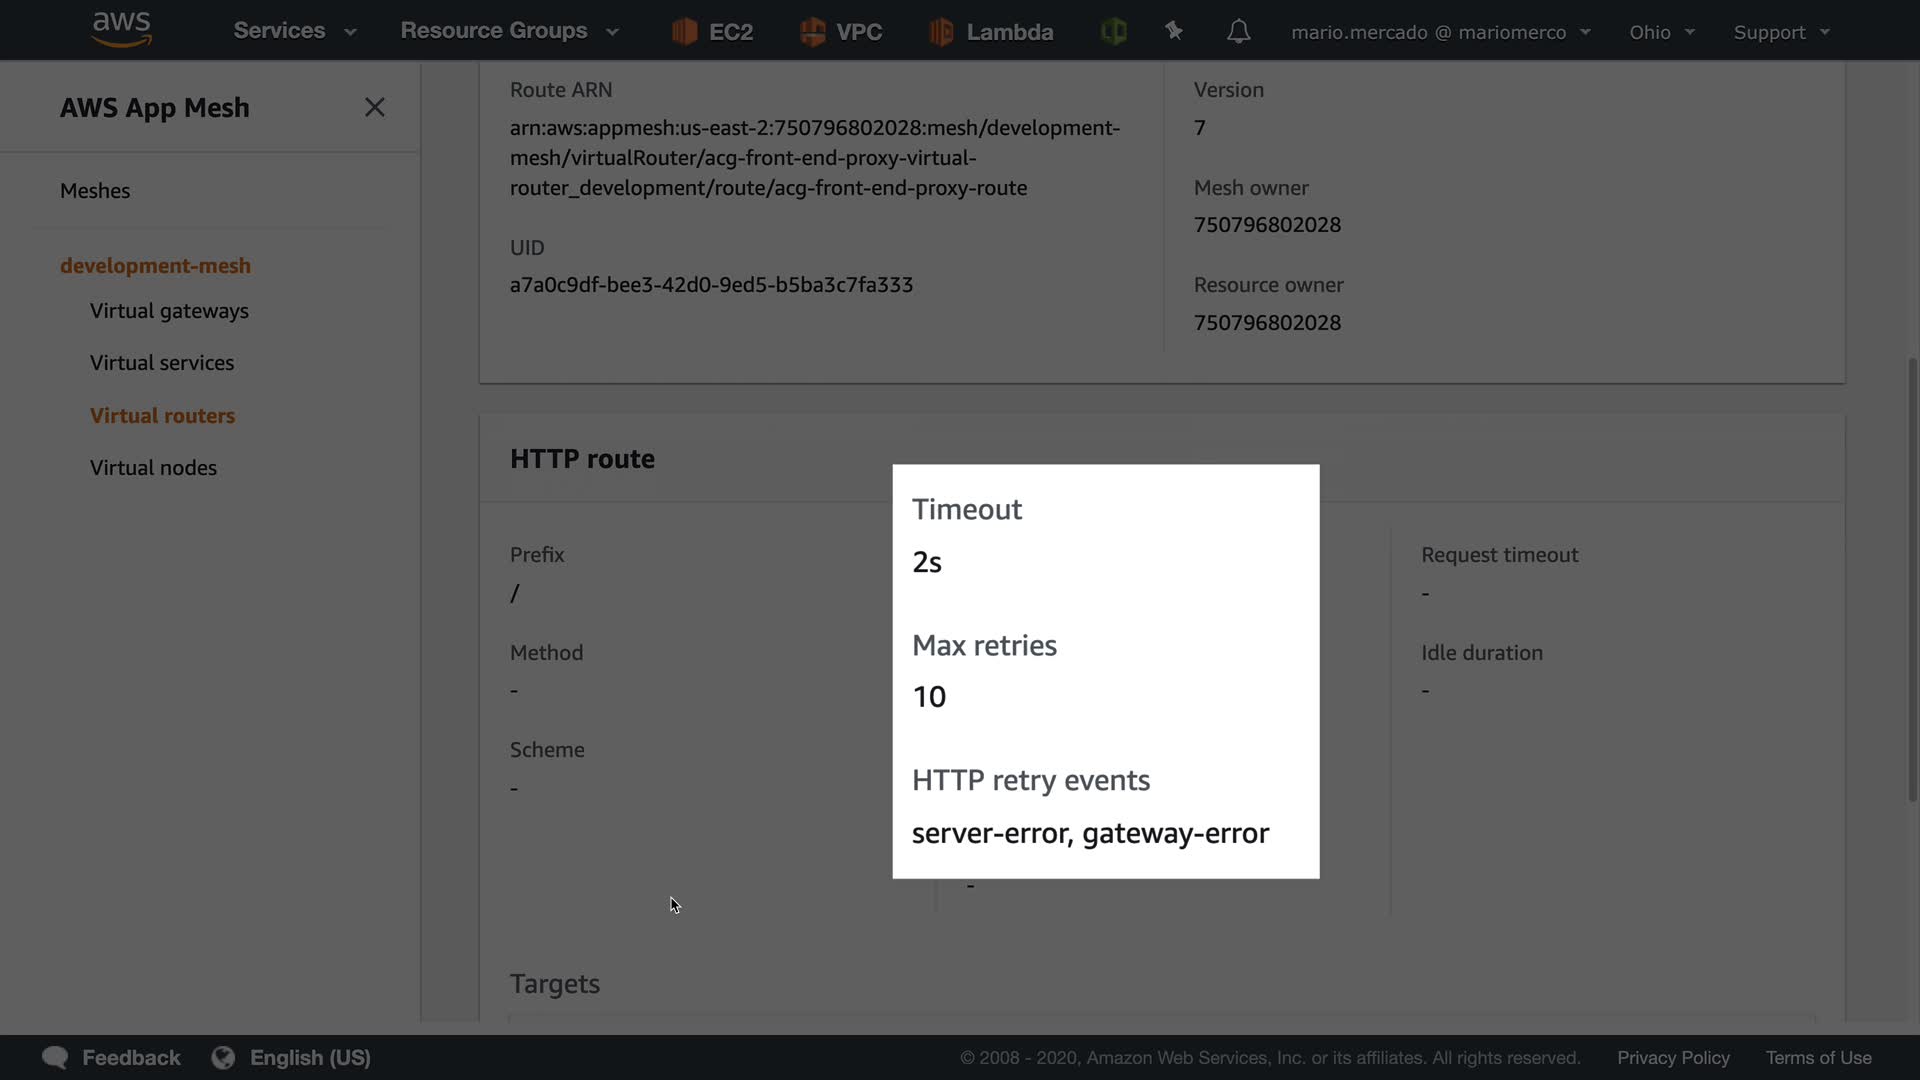 aws
Services
Resource Groups
EC2
VPC
Lambda
mario.mercado @ mariomerco
Ohio
Support
AWS App Mesh
Meshes
development-mesh
Virtual gateways
Virtual services
Virtual routers
Virtual nodes
Route ARN
arn:aws:appmesh:us-east-2:750796802028:mesh/development-
mesh/virtualRouter/acg-front-end-proxy-virtual-
router_development/route/acg-front-end-proxy-route
UID
a7a0c9df-bee3-42d0-9ed5-b5ba3c7fa333
Version
7
Mesh owner
750796802028
Resource owner
750796802028
HTTP route
Prefix
/
Method
-
Scheme
-
Timeout
2s
Max retries
10
HTTP retry events
server-error, gateway-error
-
Request timeout
-
Idle duration
-
Targets
Feedback
English (US)
© 2008 - 2020, Amazon Web Services, Inc. or its affiliates. All rights reserved.
Privacy Policy
Terms of Use